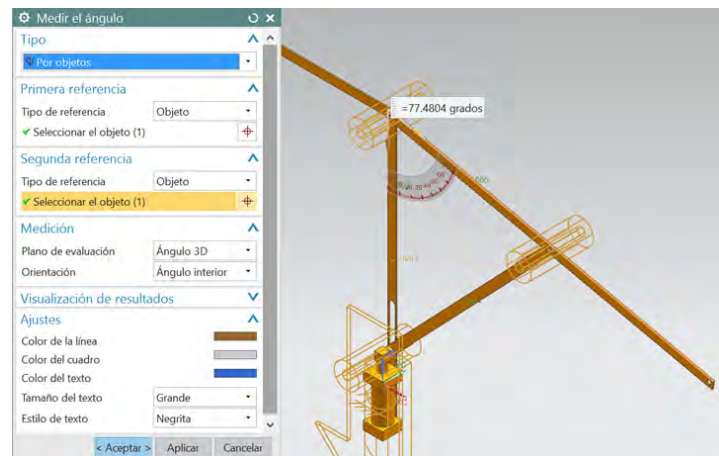 Medir el ángulo
Tipo
Por objetos
Primera referencia
Tipo de referencia Objeto
Seleccionar el objeto (1)
Segunda referencia
Tipo de referencia Objeto
Seleccionar el objeto (1)
Medición
Plano de evaluación Ángulo 3D
Orientación Ángulo interior
Visualización de resultados
Ajustes
Color de la línea
Color del cuadro
Color del texto
Tamaño del texto Grande
Estilo de texto Negrita
< Aceptar > Aplicar Cancelar
=77.4804 grados